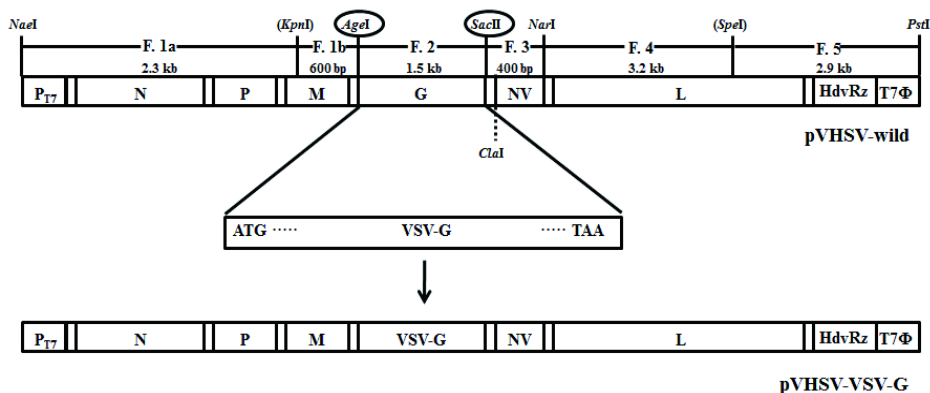 NaeI (KpnI) AgeI SacII NarI (SpeI) PstI
F. 1a F. 1b F. 2 F. 3 F. 4 F. 5
2.3 kb 600 bp 1.5 kb 400 bp 3.2 kb 2.9 kb
PT7 N P M G NV L HdvRz T7Φ
pVHSV-wild
ClaI
ATG ····· VSV-G ····· TAA
PT7 N P M VSV-G NV L HdvRz T7Φ
pVHSV-VSV-G